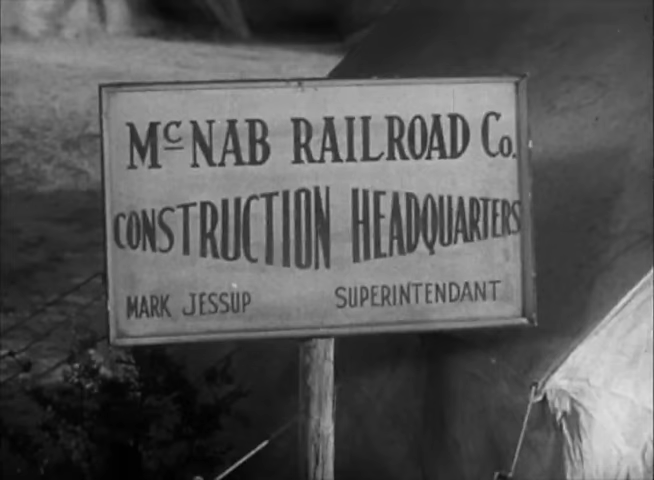 McNAB RAILROAD Co.
CONSTRUCTION HEADQUARTERS
MARK JESSUP SUPERINTENDANT